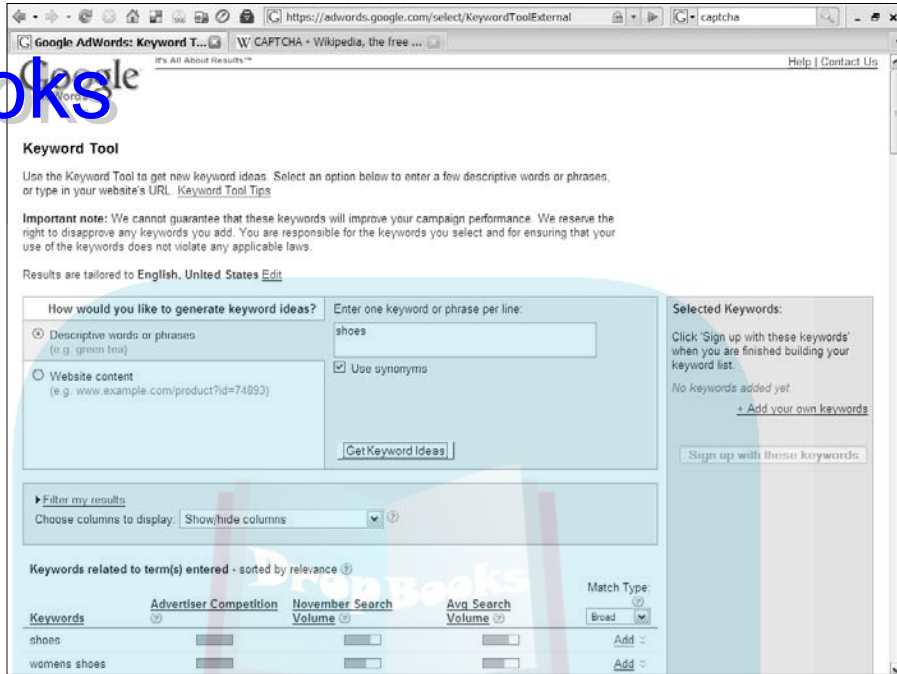 https://adwords.google.com/select/KeywordToolExternal
captcha
Google AdWords: Keyword T...
W CAPTCHA - Wikipedia, the free ...
It's All About Results™
Help | Contact Us
Google
Words
oks
Keyword Tool
Use the Keyword Tool to get new keyword ideas. Select an option below to enter a few descriptive words or phrases,
or type in your website's URL. Keyword Tool Tips
Important note: We cannot guarantee that these keywords will improve your campaign performance. We reserve the
right to disapprove any keywords you add. You are responsible for the keywords you select and for ensuring that your
use of the keywords does not violate any applicable laws.
Results are tailored to English, United States Edit
How would you like to generate keyword ideas?
Descriptive words or phrases
(e.g. green tea)
Website content
(e.g. www.example.com/product?id=74893)
Enter one keyword or phrase per line:
shoes
Use synonyms
Get Keyword Ideas
Selected Keywords:
Click 'Sign up with these keywords'
when you are finished building your
keyword list.
No keywords added yet
+ Add your own keywords
Sign up with these keywords
Filter my results
Choose columns to display: Show/hide columns
DropBooks
Keywords related to term(s) entered - sorted by relevance
Keywords Advertiser Competition November Search Volume Avg Search Volume Match Type: Broad
shoes Add
womens shoes Add